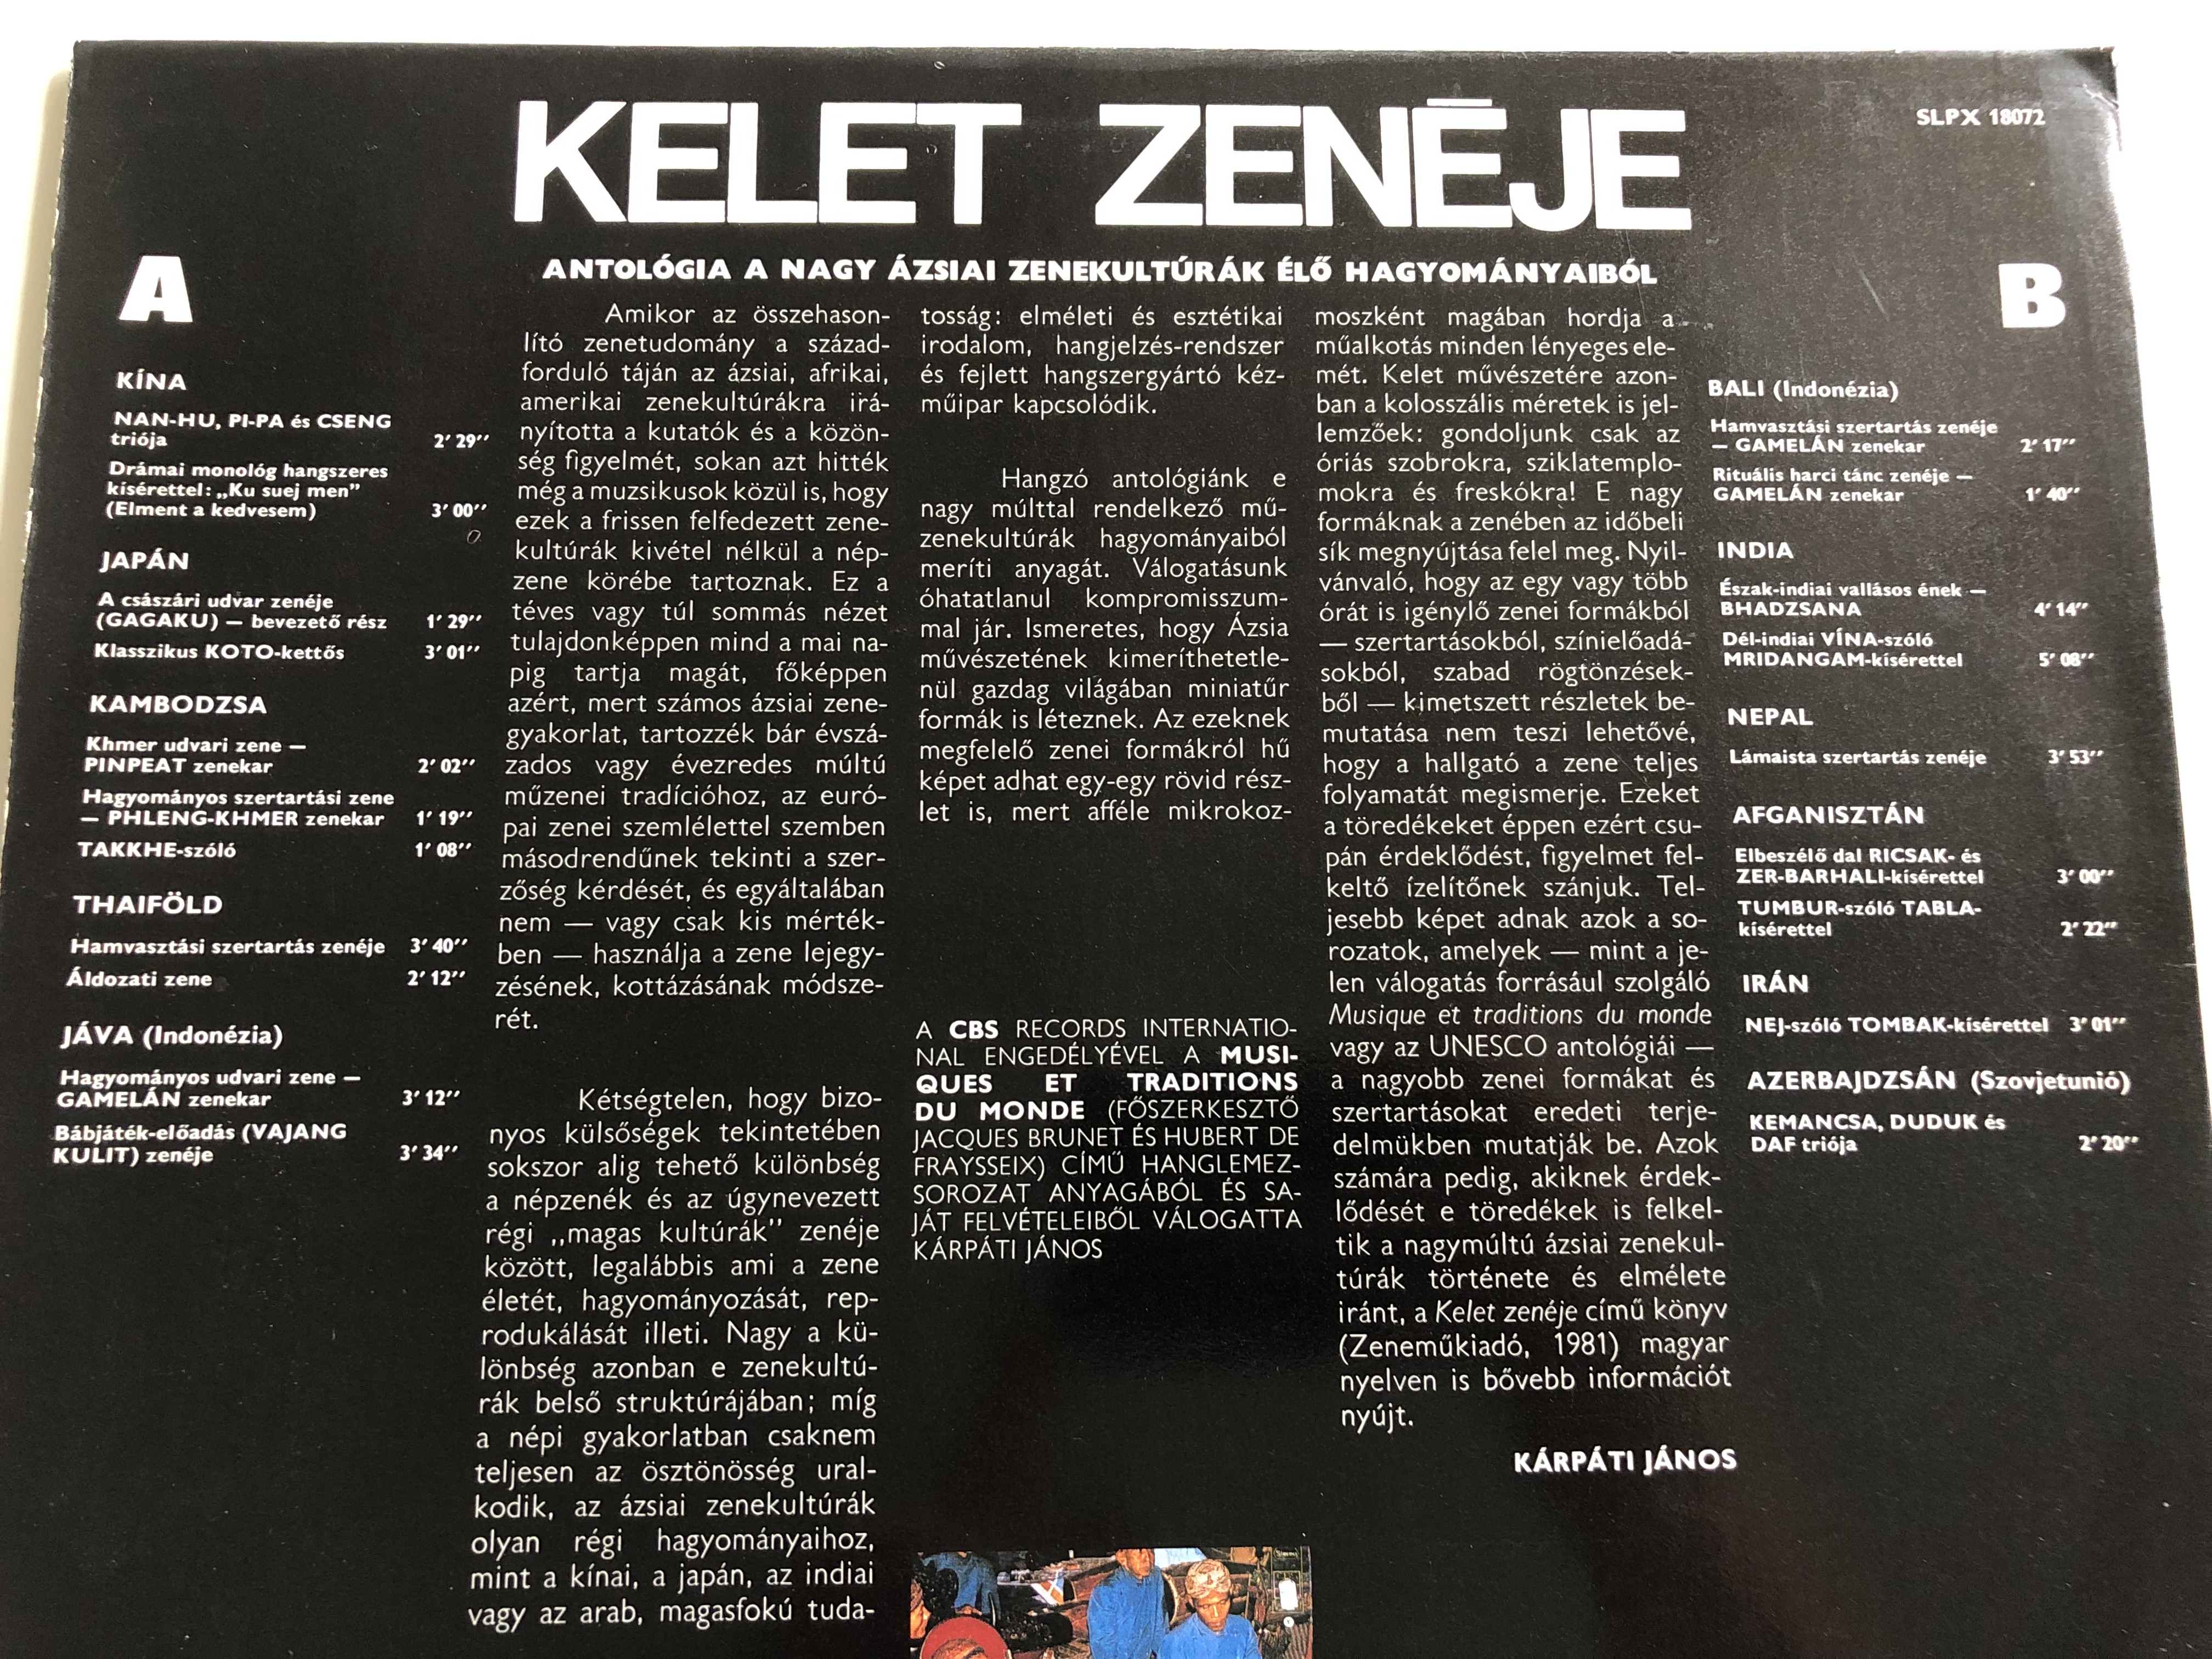 KELET ZENĒJE
SLPX 18072
ANTOLÓGIA A NAGY ÁZSIAI ZENEKULTÚRÁK ÉLŐ HAGYOMÁNYAIBÓL
A
KÍNA
NAN-HU, PI-PA és CSENG
triója 2’ 29’’
Drámai monológ hangszeres
kísérettel: „Ku suej men”
(Elment a kedvesem) 3’ 00’’
JAPÁN
A császári udvar zenéje
(GAGAKU) — bevezető rész 1’ 29’’
Klasszikus KOTO-kettős 3’ 01’’
KAMBODZSA
Khmer udvari zene —
PINPEAT zenekar 2’ 02’’
Hagyományos szertartási zene
— PHLENG-KHMER zenekar 1’ 19’’
TAKKHE-szóló 1’ 08’’
THAIFÖLD
Hamvasztási szertartás zenéje 3’ 40’’
Áldozati zene 2’ 12’’
JÁVA (Indonézia)
Hagyományos udvari zene —
GAMELÁN zenekar 3’ 12’’
Bábjáték-előadás (VAJANG
KULIT) zenéje 3’ 34’’
Amikor az összehason-
lító zenetudomány a század-
forduló táján az ázsiai, afrikai,
amerikai zenekultúrákra irá-
nyította a kutatók és a közön-
ség figyelmét, sokan azt hitték
még a muzsikusok közül is, hogy
ezek a frissen felfedezett zene-
kultúrák kivétel nélkül a nép-
zene körébe tartoznak. Ez a
téves vagy túl sommás nézet
tulajdonképpen mind a mai na-
pig tartja magát, főképpen
azért, mert számos ázsiai zene-
gyakorlat, tartozzék bár évszá-
zados vagy évezredes múltú
műzenei tradícióhoz, az euró-
pai zenei szemlélettel szemben
másodrendűnek tekinti a szer-
zőség kérdését, és egyáltalában
nem — vagy csak kis mérték-
ben — használja a zene lejegy-
zésének, kottázásának módsze-
rét.
Kétségtelen, hogy bizo-
nyos külsőségek tekintetében
sokszor alig tehető különbség
a népzenék és az úgynevezett
régi ,,magas kultúrák’’ zenéje
között, legalábbis ami a zene
életét, hagyományozását, rep-
rodukálását illeti. Nagy a kü-
lönbség azonban e zenekultú-
rák belső struktúrájában; míg
a népi gyakorlatban csaknem
teljesen az ösztönösség ural-
kodik, az ázsiai zenekultúrák
olyan régi hagyományaihoz,
mint a kínai, a japán, az indiai
vagy az arab, magasfokú tuda-
tosság: elméleti és esztétikai
irodalom, hangjelzés-rendszer
és fejlett hangszergyártó kéz-
műipar kapcsolódik.
Hangzó antológiánk e
nagy múlttal rendelkező mű-
zenekultúrák hagyományaiból
meríti anyagát. Válogatásunk
óhatatlanul kompromisszum-
mal jár. Ismeretes, hogy Ázsia
művészetének kimeríthetetle-
nül gazdag világában miniatűr
formák is léteznek. Az ezeknek
megfelelő zenei formákról hű
képet adhat egy-egy rövid rész-
let is, mert afféle mikrokoz-
A CBS RECORDS INTERNATIO-
NAL ENGEDÉLYÉVEL A MUSI-
QUES ET TRADITIONS
DU MONDE (FŐSZERKESZTŐ
JACQUES BRUNET ÉS HUBERT DE
FRAYSSEIX) CÍMŰ HANGLEMEZ-
SOROZAT ANYAGÁBÓL ÉS SA-
JÁT FELVÉTELEIBŐL VÁLOGATTA
KÁRPÁTI JÁNOS
moszként magában hordja a
műalkotás minden lényeges ele-
mét. Kelet művészetére azon-
ban a kolosszális méretek is jel-
lemzőek: gondoljunk csak az
óriás szobrokra, sziklatemplo-
mokra és freskókra! E nagy
formáknak a zenében az időbeli
sík megnyújtása felel meg. Nyil-
vánvaló, hogy az egy vagy több
órát is igénylő zenei formákból
— szertartásokból, színielőadá-
sokból, szabad rögtönzések-
ből — kimetszett részletek be-
mutatása nem teszi lehetővé,
hogy a hallgató a zene teljes
folyamatát megismerje. Ezeket
a töredékeket éppen ezért csu-
pán érdeklődést, figyelmet fel-
keltő ízelítőnek szánjuk. Tel-
jesebb képet adnak azok a so-
rozatok, amelyek — mint a je-
len válogatás forrásául szolgáló
Musique et traditions du monde
vagy az UNESCO antológiái —
a nagyobb zenei formákat és
szertartásokat eredeti terje-
delmükben mutatják be. Azok
számára pedig, akiknek érdek-
lődését e töredékek is felkel-
tik a nagymúltú ázsiai zenekul-
túrák története és elmélete
iránt, a Kelet zenéje című könyv
(Zeneműkiadó, 1981) magyar
nyelven is bővebb információt
nyújt.
KÁRPÁTI JÁNOS
B
BALI (Indonézia)
Hamvasztási szertartás zenéje
— GAMELÁN zenekar 2’ 17’’
Rituális harci tánc zenéje —
GAMELÁN zenekar 1’ 40’’
INDIA
Észak-indiai vallásos ének —
BHADZSANA 4’ 14’’
Dél-indiai VÍNA-szóló
MRIDANGAM-kísérettel 5’ 08’’
NEPAL
Lámaista szertartás zenéje 3’ 53’’
AFGANISZTÁN
Elbeszélő dal RICSAK- és
ZER-BARHALI-kísérettel 3’ 00’’
TUMBUR-szóló TABLA-
kísérettel 2’ 22’’
IRÁN
NEJ-szóló TOMBAK-kísérettel 3’ 01’’
AZERBAJDZSÁN (Szovjetunió)
KEMANCSA, DUDUK és
DAF triója 2’ 20’’